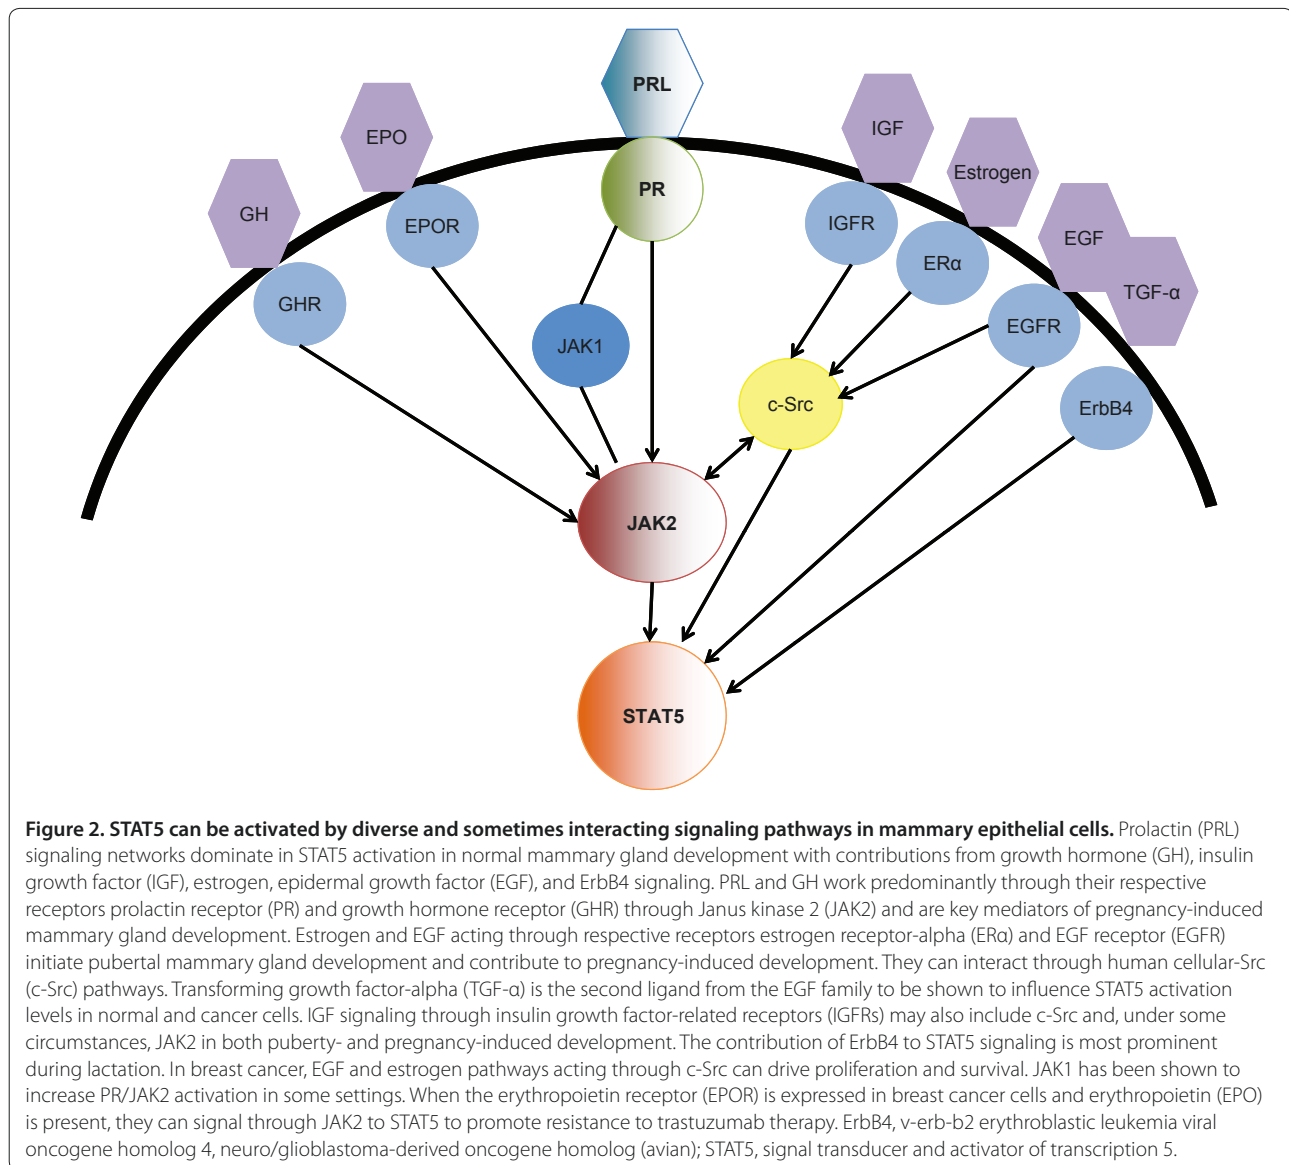 PRL
EPO
IGF
Estrogen
GH
PR
EPOR
IGFR
EGF
ERα
TGF-α
GHR
EGFR
JAK1
c-Src
ErbB4
JAK2
STAT5
Figure 2. STAT5 can be activated by diverse and sometimes interacting signaling pathways in mammary epithelial cells. Prolactin (PRL)
signaling networks dominate in STAT5 activation in normal mammary gland development with contributions from growth hormone (GH), insulin
growth factor (IGF), estrogen, epidermal growth factor (EGF), and ErbB4 signaling. PRL and GH work predominantly through their respective
receptors prolactin receptor (PR) and growth hormone receptor (GHR) through Janus kinase 2 (JAK2) and are key mediators of pregnancy-induced
mammary gland development. Estrogen and EGF acting through respective receptors estrogen receptor-alpha (ERα) and EGF receptor (EGFR)
initiate pubertal mammary gland development and contribute to pregnancy-induced development. They can interact through human cellular-Src
(c-Src) pathways. Transforming growth factor-alpha (TGF-α) is the second ligand from the EGF family to be shown to influence STAT5 activation
levels in normal and cancer cells. IGF signaling through insulin growth factor-related receptors (IGFRs) may also include c-Src and, under some
circumstances, JAK2 in both puberty- and pregnancy-induced development. The contribution of ErbB4 to STAT5 signaling is most prominent
during lactation. In breast cancer, EGF and estrogen pathways acting through c-Src can drive proliferation and survival. JAK1 has been shown to
increase PR/JAK2 activation in some settings. When the erythropoietin receptor (EPOR) is expressed in breast cancer cells and erythropoietin (EPO)
is present, they can signal through JAK2 to STAT5 to promote resistance to trastuzumab therapy. ErbB4, v-erb-b2 erythroblastic leukemia viral
oncogene homolog 4, neuro/glioblastoma-derived oncogene homolog (avian); STAT5, signal transducer and activator of transcription 5.